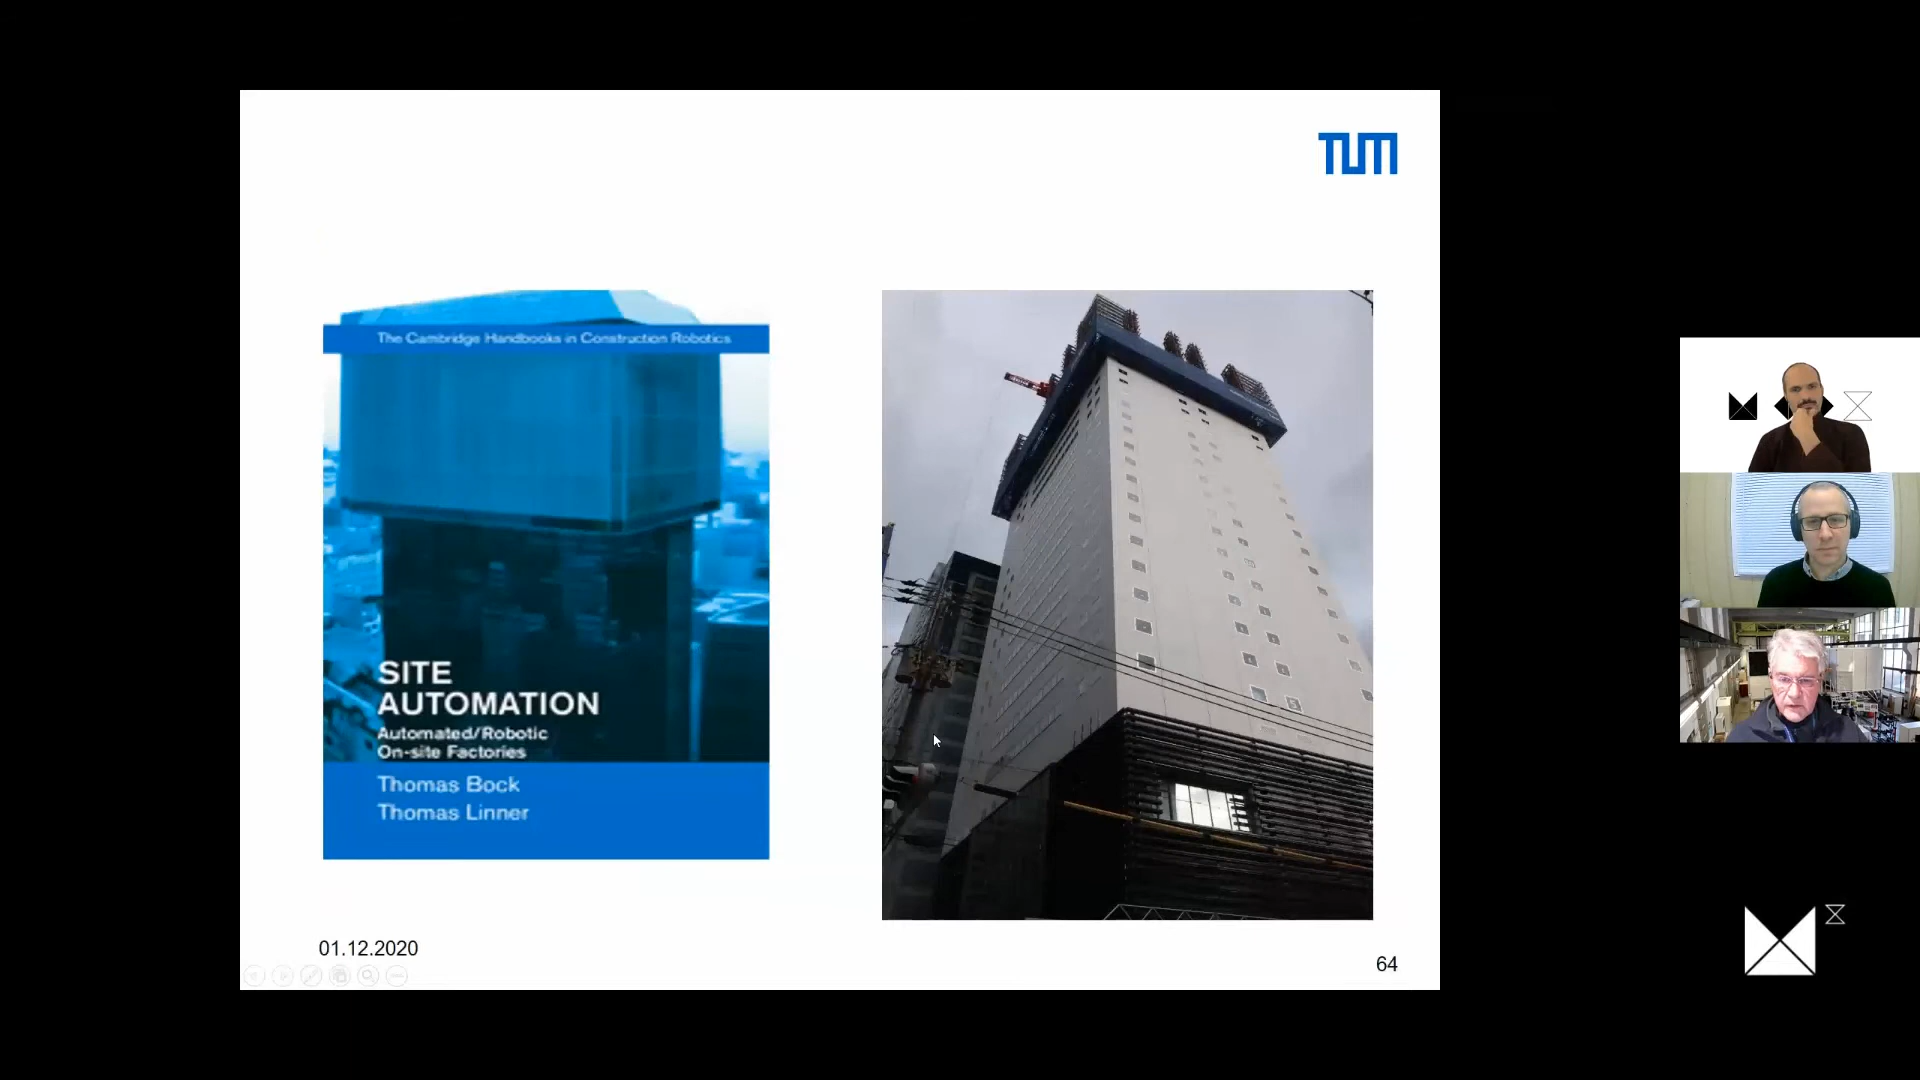 TUM
The Cambridge Handbooks in Construction Robotics
SITE
AUTOMATION
Automated/Robotic
On-site Factories
Thomas Bock
Thomas Linner
01.12.2020
64